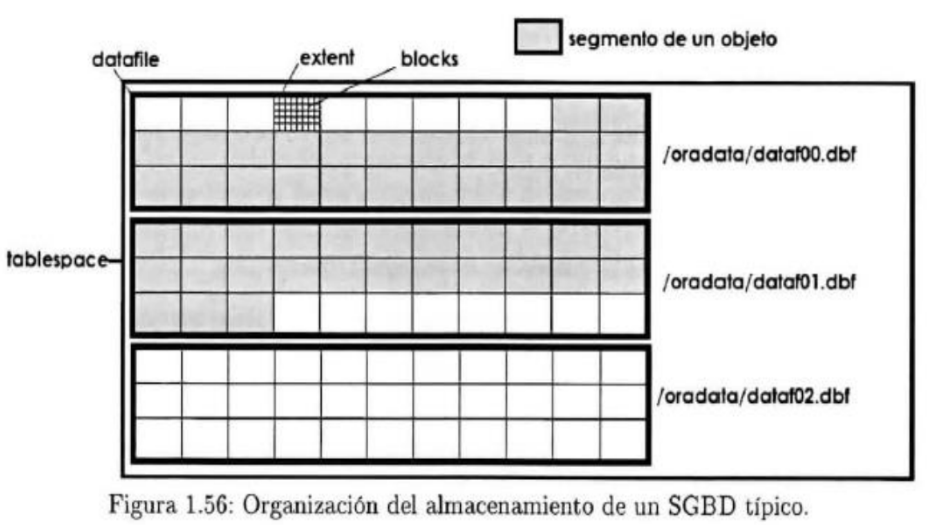 segmento de un objeto
datafile
extent
blocks
/oradata/dataf00.dbf
tablespace
/oradata/dataf01.dbf
/oradata/dataf02.dbf
Figura 1.56: Organización del almacenamiento de un SGBD típico.